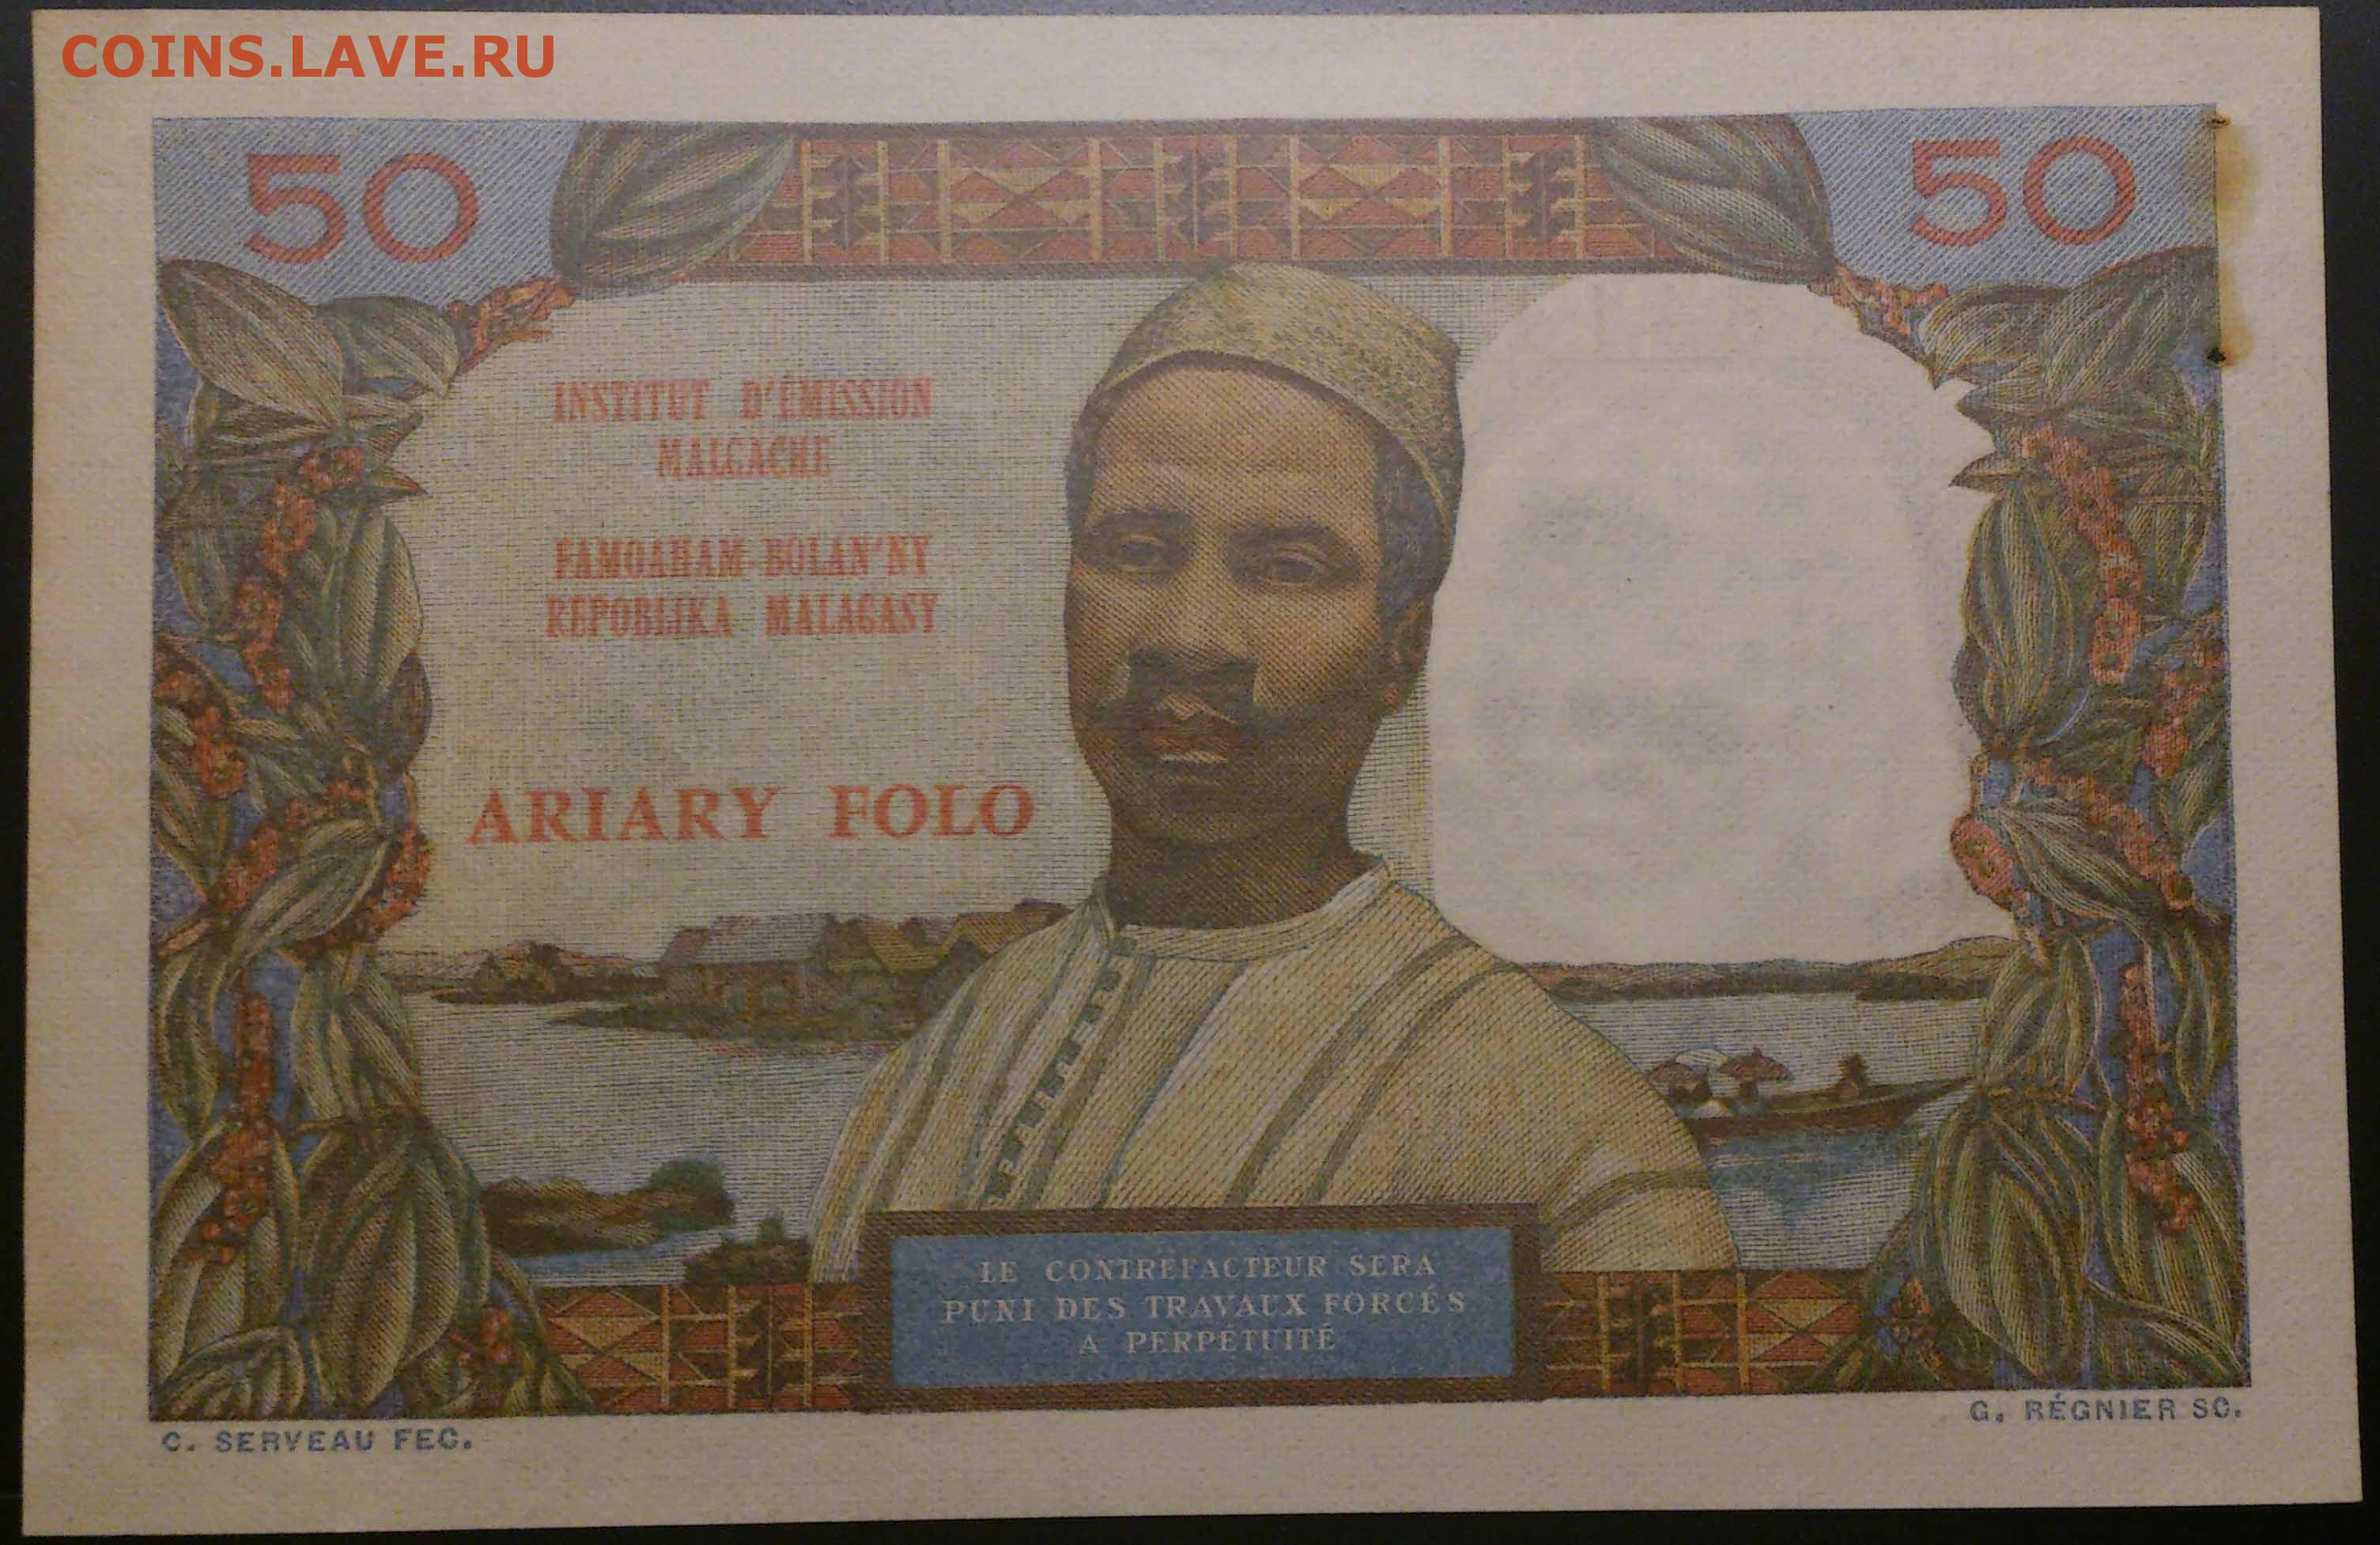 COINS.LAVE.RU
50 50
INSTITUT D'ÉMISSION
MALGACHE
FAMOAHAM-BOLAN'NY
REPOBLIKA MALAGASY
ARIARY FOLO
LE CONTREFACTEUR SERA
PUNI DES TRAVAUX FORCÉS
A PERPÉTUITÉ
C. SERVEAU FEC.
G. RÉGNIER SC.